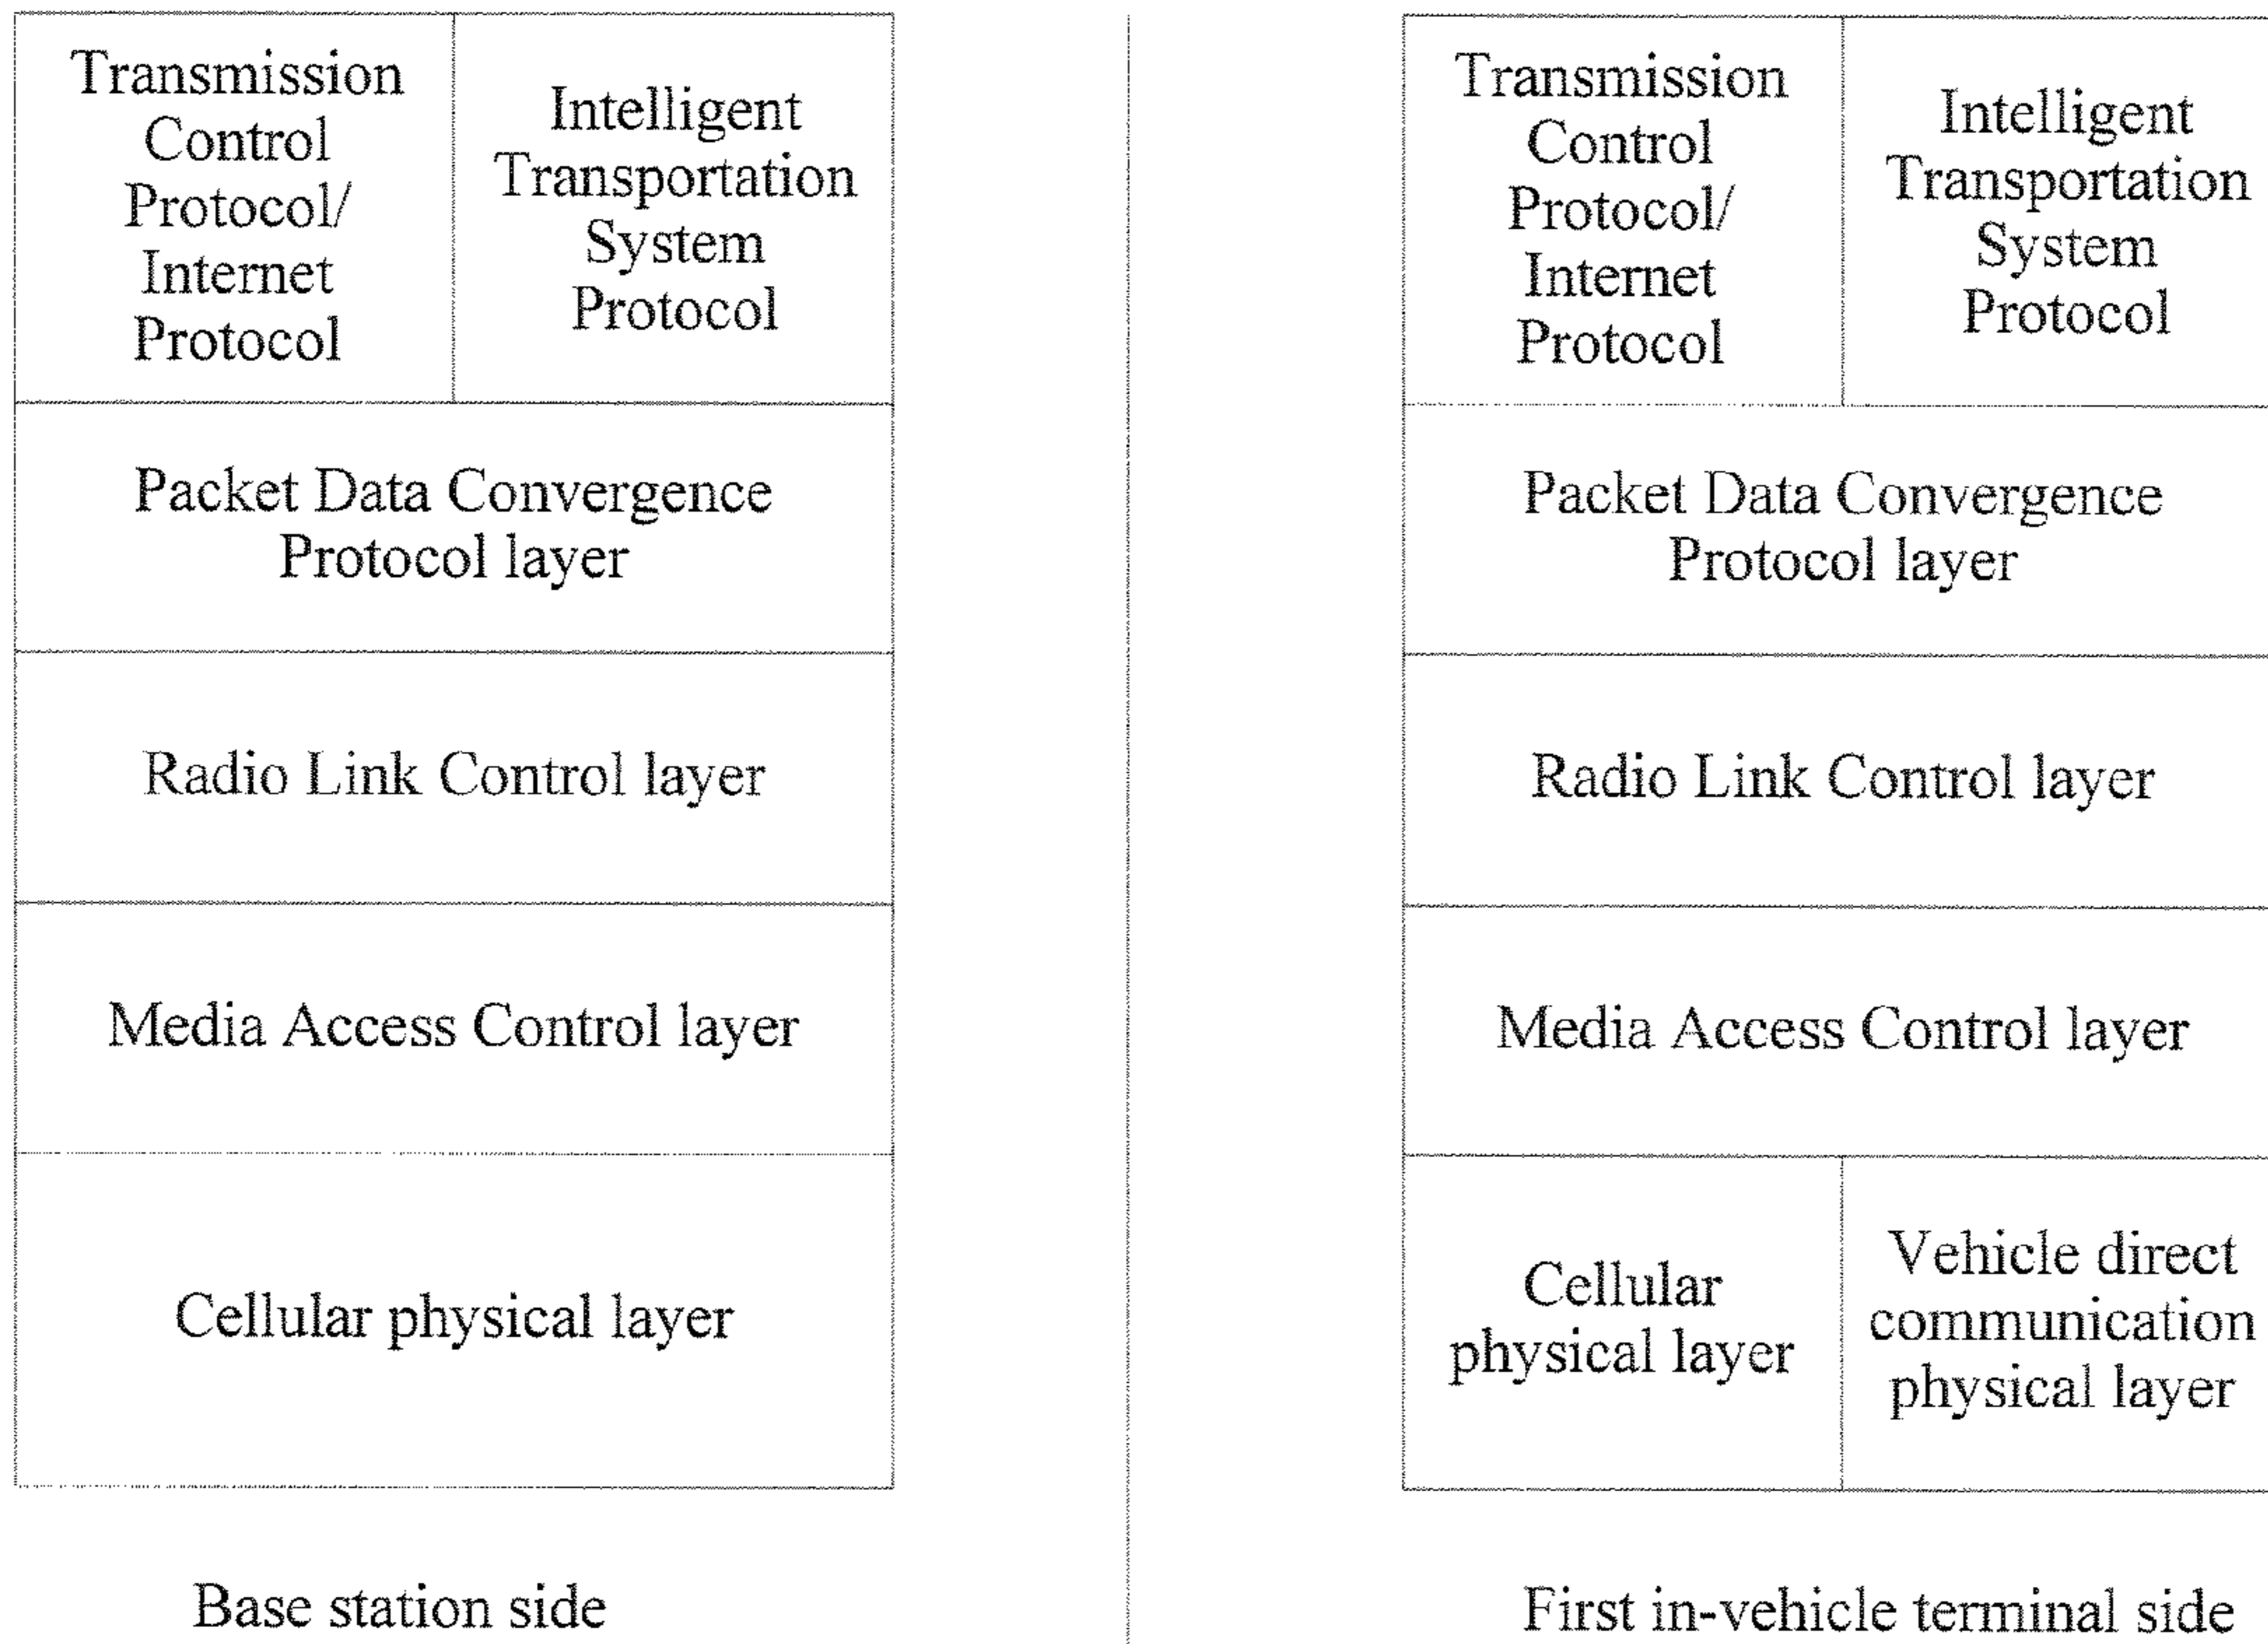 Transmission
Control
Protocol/
Internet
Protocol
Intelligent
Transportation
System
Protocol
Packet Data Convergence
Protocol layer
Radio Link Control layer
Media Access Control layer
Cellular physical layer
Base station side
Transmission
Control
Protocol/
Internet
Protocol
Intelligent
Transportation
System
Protocol
Packet Data Convergence
Protocol layer
Radio Link Control layer
Media Access Control layer
Cellular
physical layer
Vehicle direct
communication
physical layer
First in-vehicle terminal side